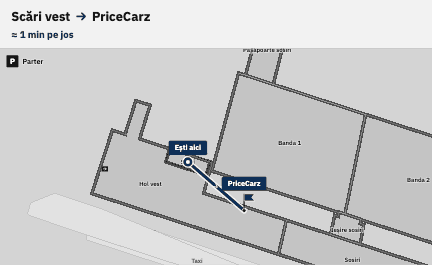 Scări vest → PriceCarz
≈ 1 min pe jos
P Parter
Pașapoarte sosiri
Ești aici
Banda 1
PriceCarz
Banda 2
Hol vest
Ieșire sosiri
Taxi
Sosiri